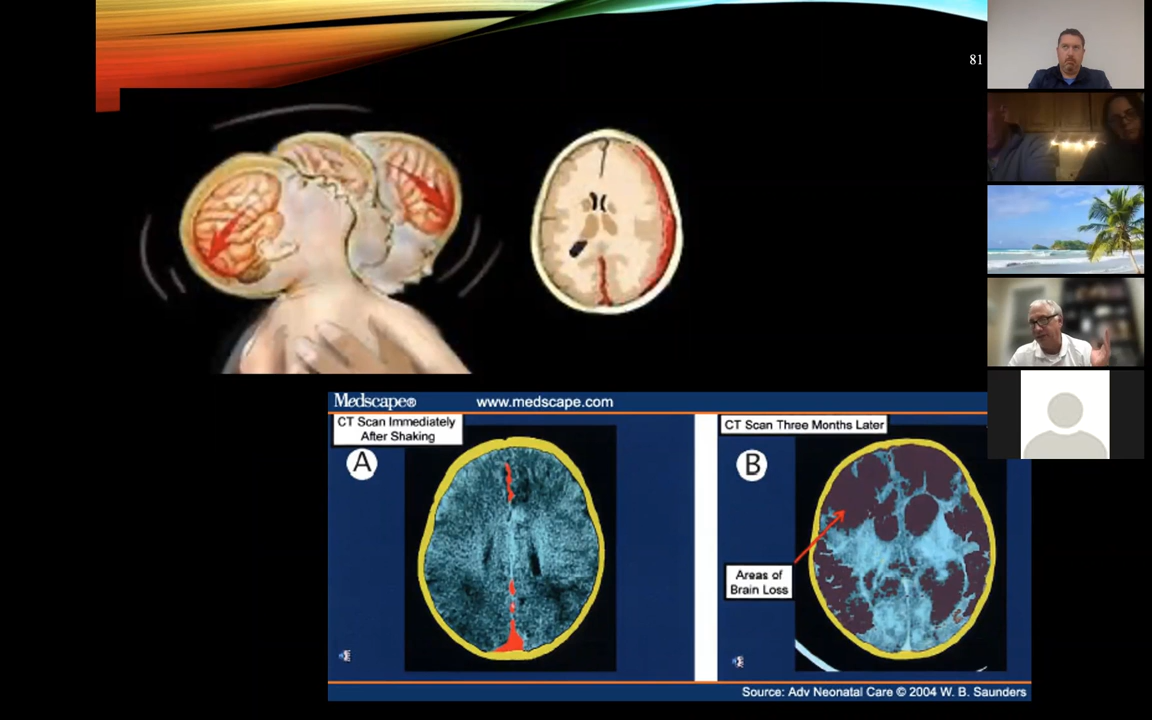 81
Medscape® www.medscape.com
CT Scan Immediately
After Shaking
A
CT Scan Three Months Later
B
Areas of
Brain Loss
Source: Adv Neonatal Care © 2004 W. B. Saunders